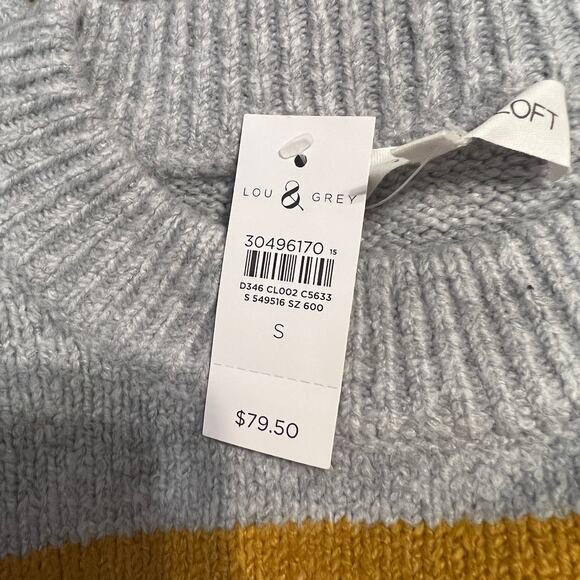 LOFT
LOU & GREY
30496170 15
D346 CL002 C5633
S 549516 SZ 600
S
$79.50